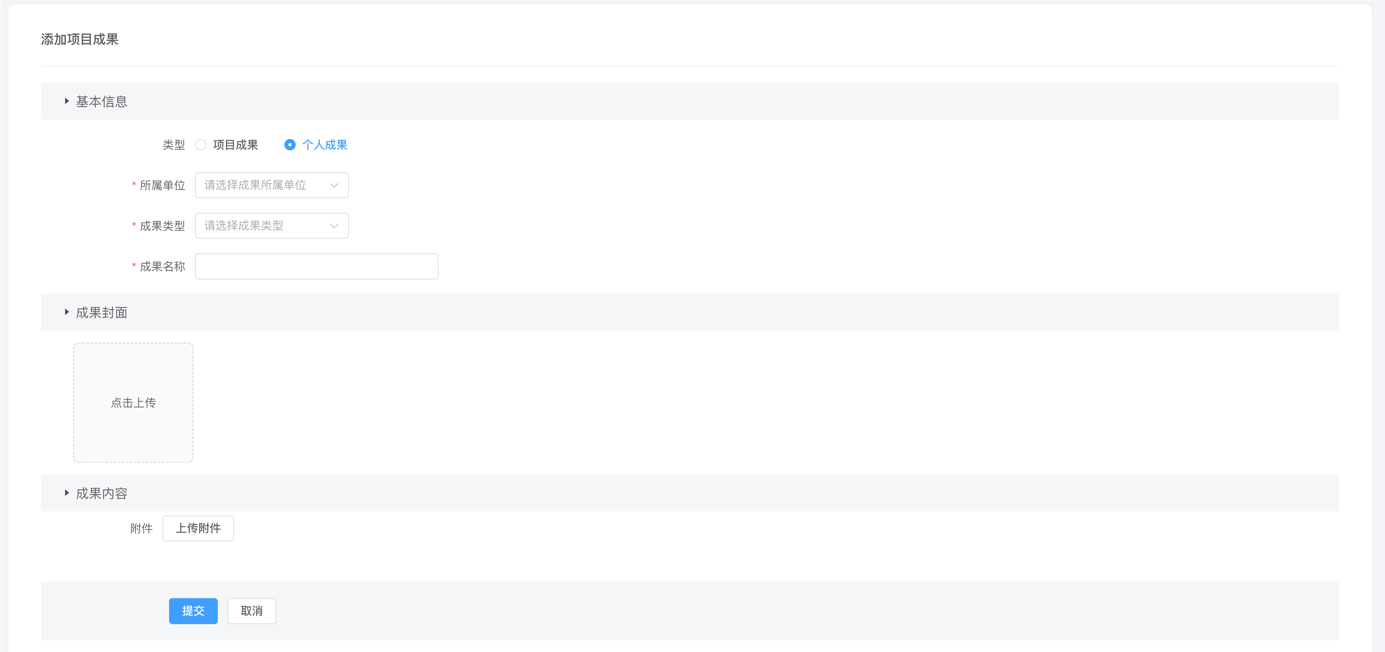 添加项目成果
基本信息
类型 项目成果 个人成果
* 所属单位 请选择成果所属单位
* 成果类型 请选择成果类型
* 成果名称
成果封面
点击上传
成果内容
附件 上传附件
提交 取消